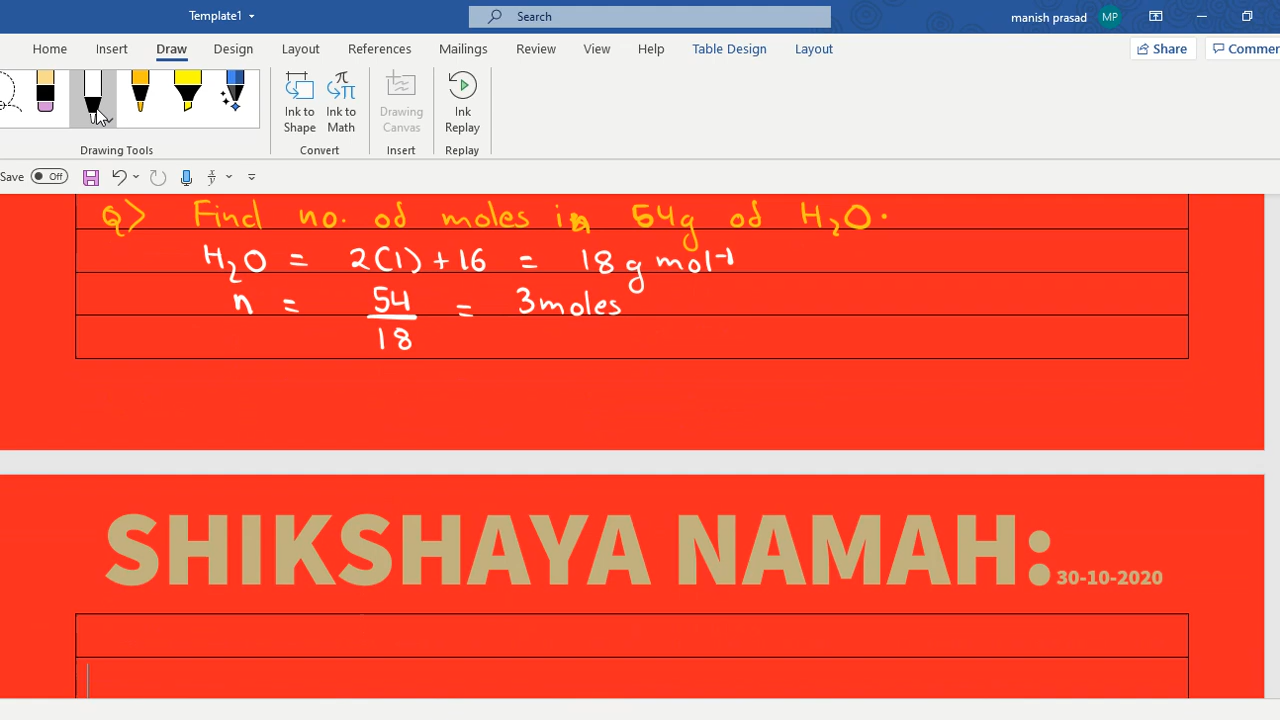 Template1
Search
manish prasad MP
Home Insert Draw Design Layout References Mailings Review View Help Table Design Layout Share Comme
Ink to Shape
Ink to Math
Drawing Canvas
Ink Replay
Drawing Tools Convert Insert Replay
Save Off
Q> Find no. od moles in 54g od H₂O.
H₂O = 2(1) + 16 = 18 g mol⁻¹
n = 54/18 = 3 moles
SHIKSHAYA NAMAH: 30-10-2020